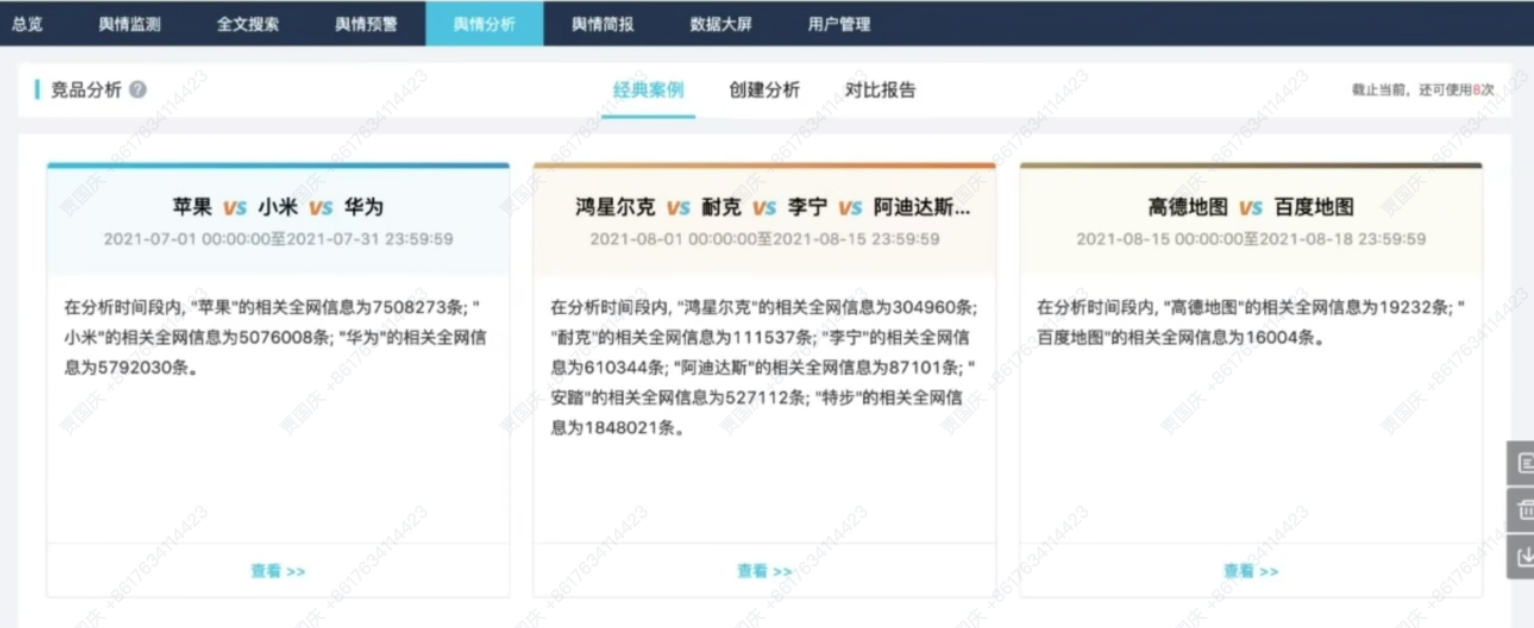 总览 舆情监测 全文搜索 舆情预警 舆情分析 舆情简报 数据大屏 用户管理
竞品分析 ? 经典案例 创建分析 对比报告 截止当前，还可使用8次
苹果 VS 小米 VS 华为
2021-07-01 00:00:00至2021-07-31 23:59:59
在分析时间段内, "苹果"的相关全网信息为7508273条; "
小米"的相关全网信息为5076008条; "华为"的相关全网信
息为5792030条。
查看 >>
鸿星尔克 VS 耐克 VS 李宁 VS 阿迪达斯...
2021-08-01 00:00:00至2021-08-15 23:59:59
在分析时间段内, "鸿星尔克"的相关全网信息为304960条;
"耐克"的相关全网信息为111537条; "李宁"的相关全网信
息为610344条; "阿迪达斯"的相关全网信息为87101条; "
安踏"的相关全网信息为527112条; "特步"的相关全网信
息为1848021条。
查看 >>
高德地图 VS 百度地图
2021-08-15 00:00:00至2021-08-18 23:59:59
在分析时间段内, "高德地图"的相关全网信息为19232条; "
百度地图"的相关全网信息为16004条。
查看 >>
贾国庆 +8617634114423